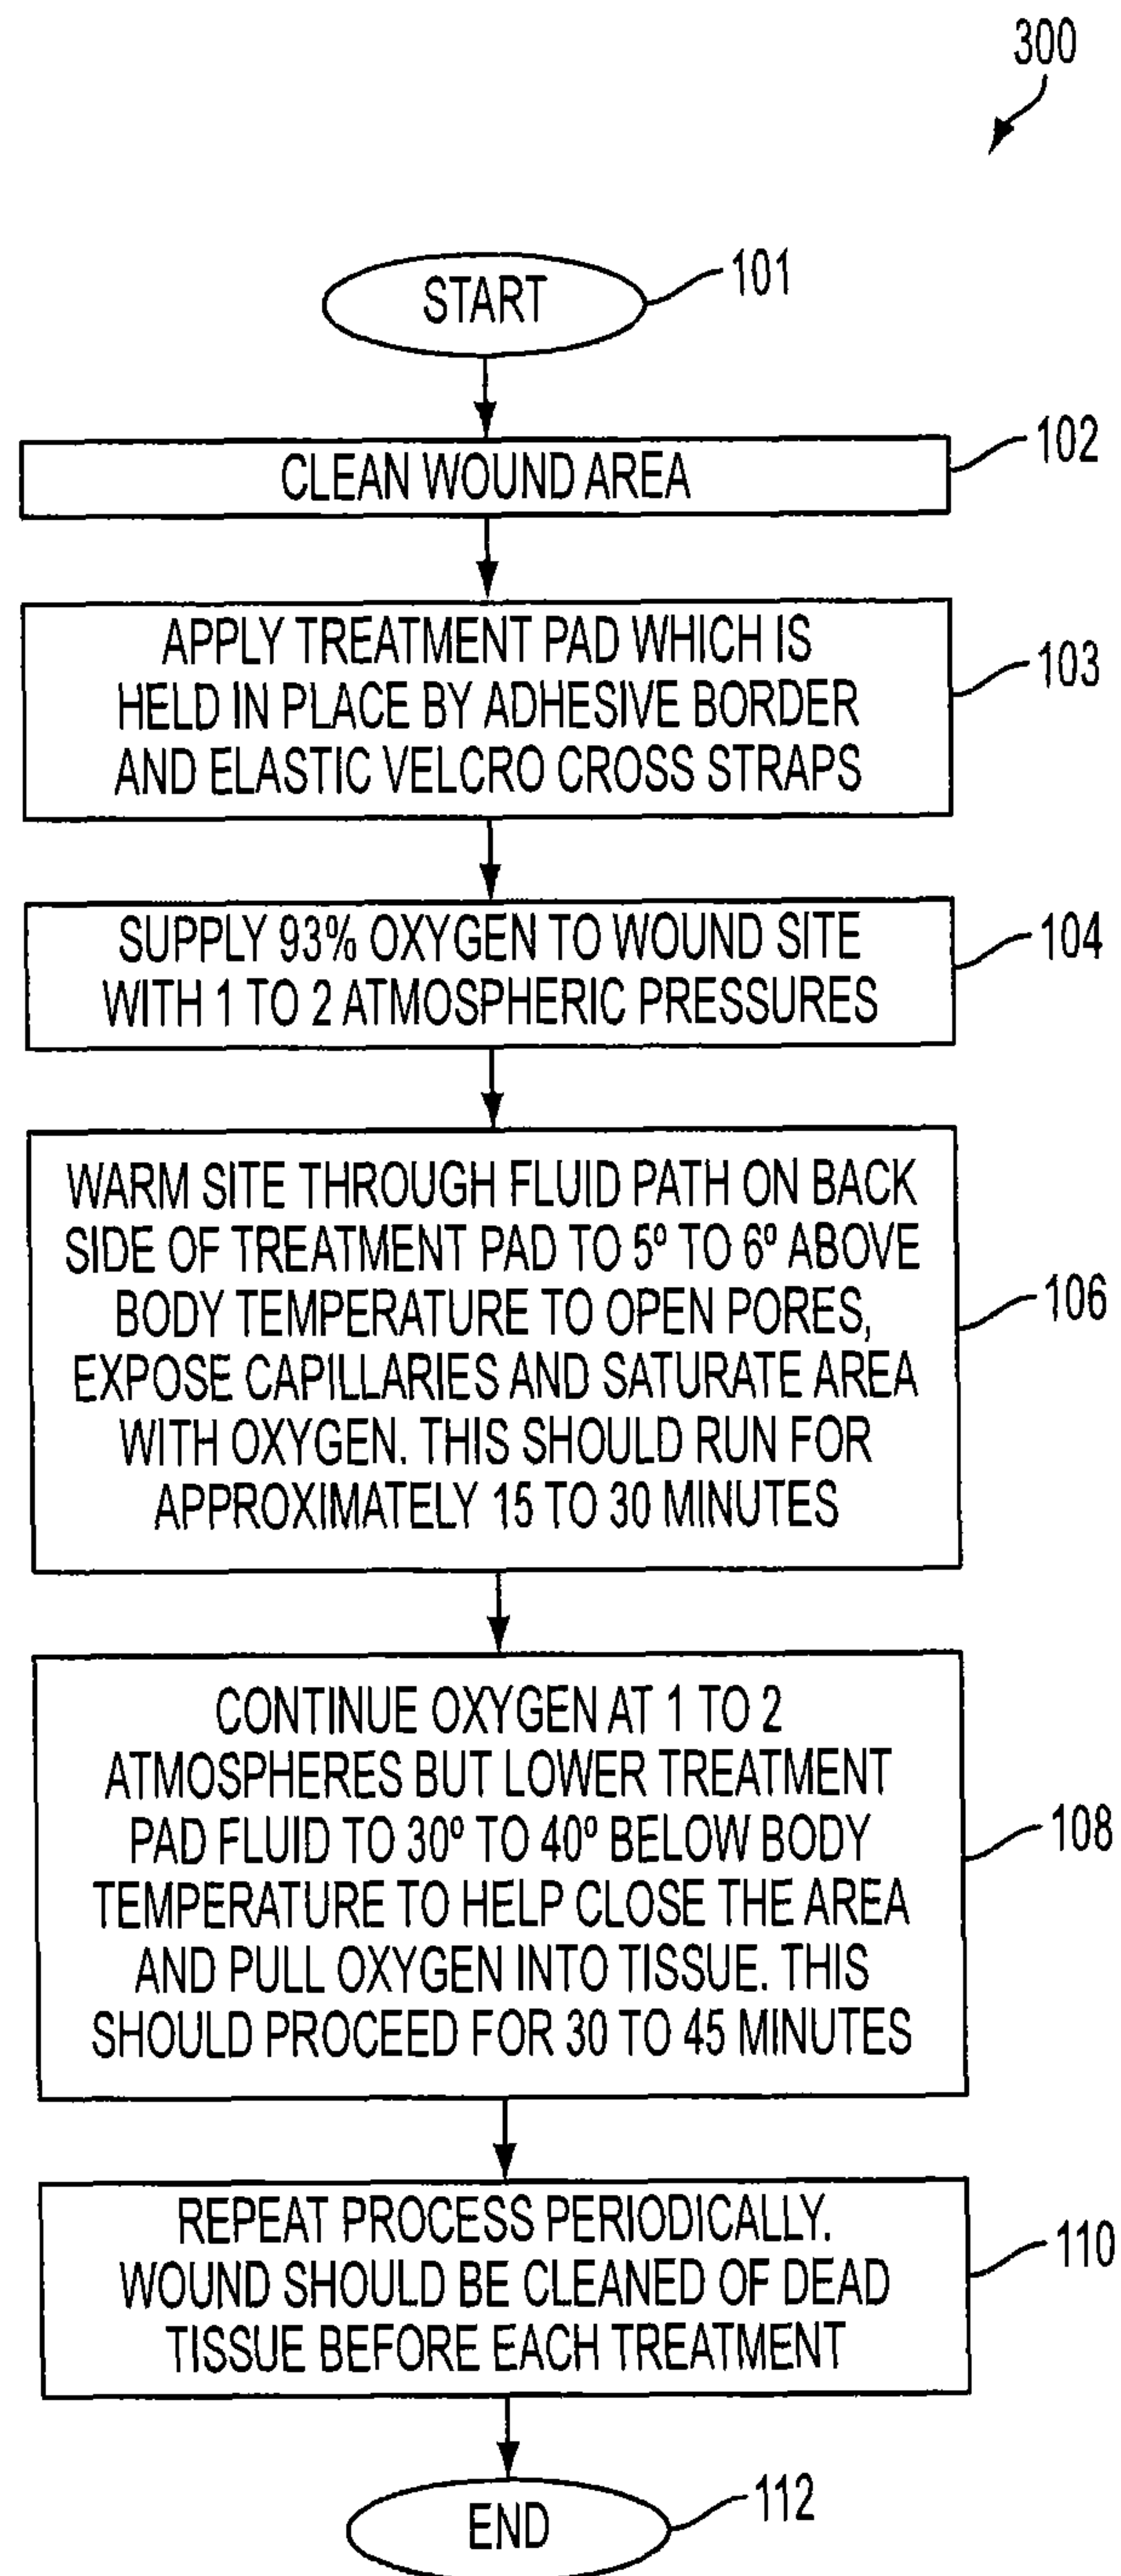 300
START
101
CLEAN WOUND AREA
102
APPLY TREATMENT PAD WHICH IS
HELD IN PLACE BY ADHESIVE BORDER
AND ELASTIC VELCRO CROSS STRAPS
103
SUPPLY 93% OXYGEN TO WOUND SITE
WITH 1 TO 2 ATMOSPHERIC PRESSURES
104
WARM SITE THROUGH FLUID PATH ON BACK
SIDE OF TREATMENT PAD TO 5º TO 6º ABOVE
BODY TEMPERATURE TO OPEN PORES,
EXPOSE CAPILLARIES AND SATURATE AREA
WITH OXYGEN. THIS SHOULD RUN FOR
APPROXIMATELY 15 TO 30 MINUTES
106
CONTINUE OXYGEN AT 1 TO 2
ATMOSPHERES BUT LOWER TREATMENT
PAD FLUID TO 30º TO 40º BELOW BODY
TEMPERATURE TO HELP CLOSE THE AREA
AND PULL OXYGEN INTO TISSUE. THIS
SHOULD PROCEED FOR 30 TO 45 MINUTES
108
REPEAT PROCESS PERIODICALLY.
WOUND SHOULD BE CLEANED OF DEAD
TISSUE BEFORE EACH TREATMENT
110
END
112